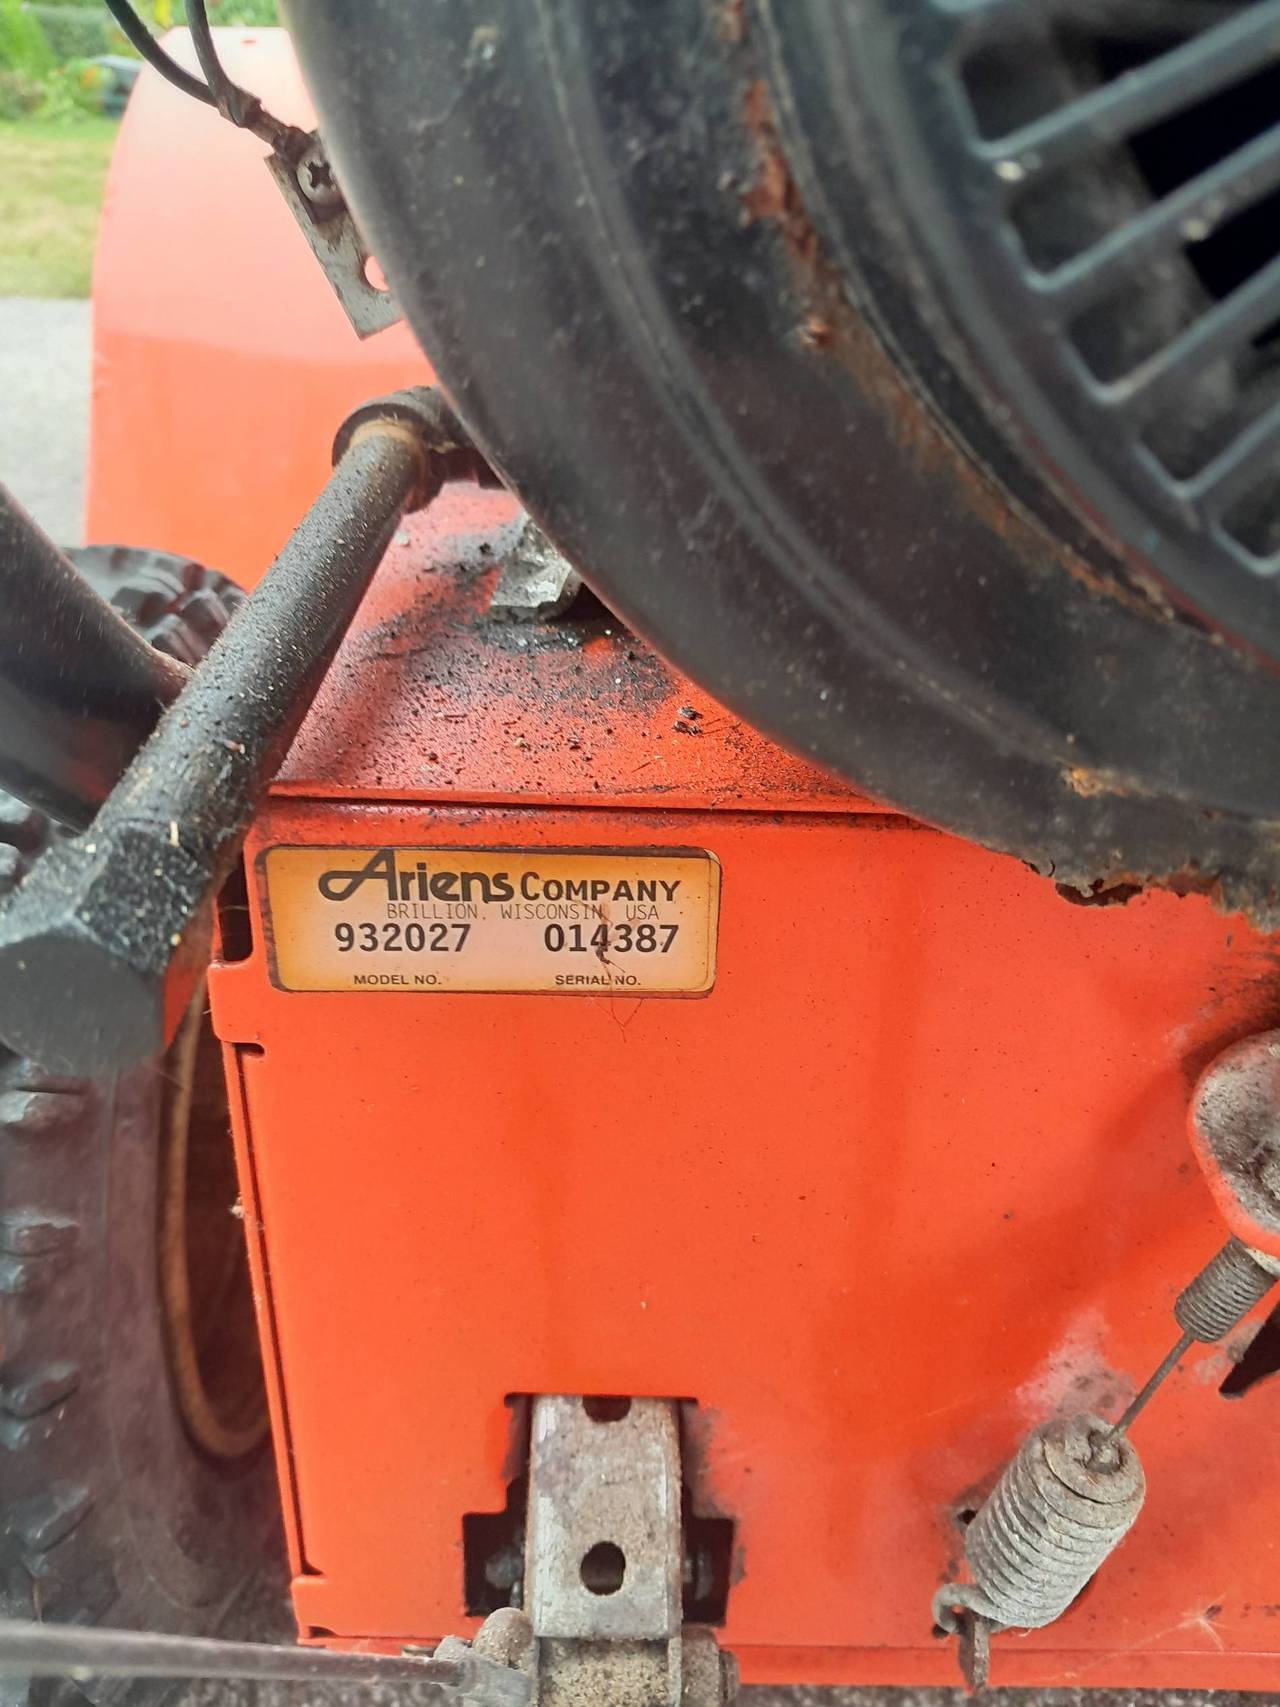 Ariens COMPANY
BRILLION, WISCONSIN USA
932027 014387
MODEL NO. SERIAL NO.